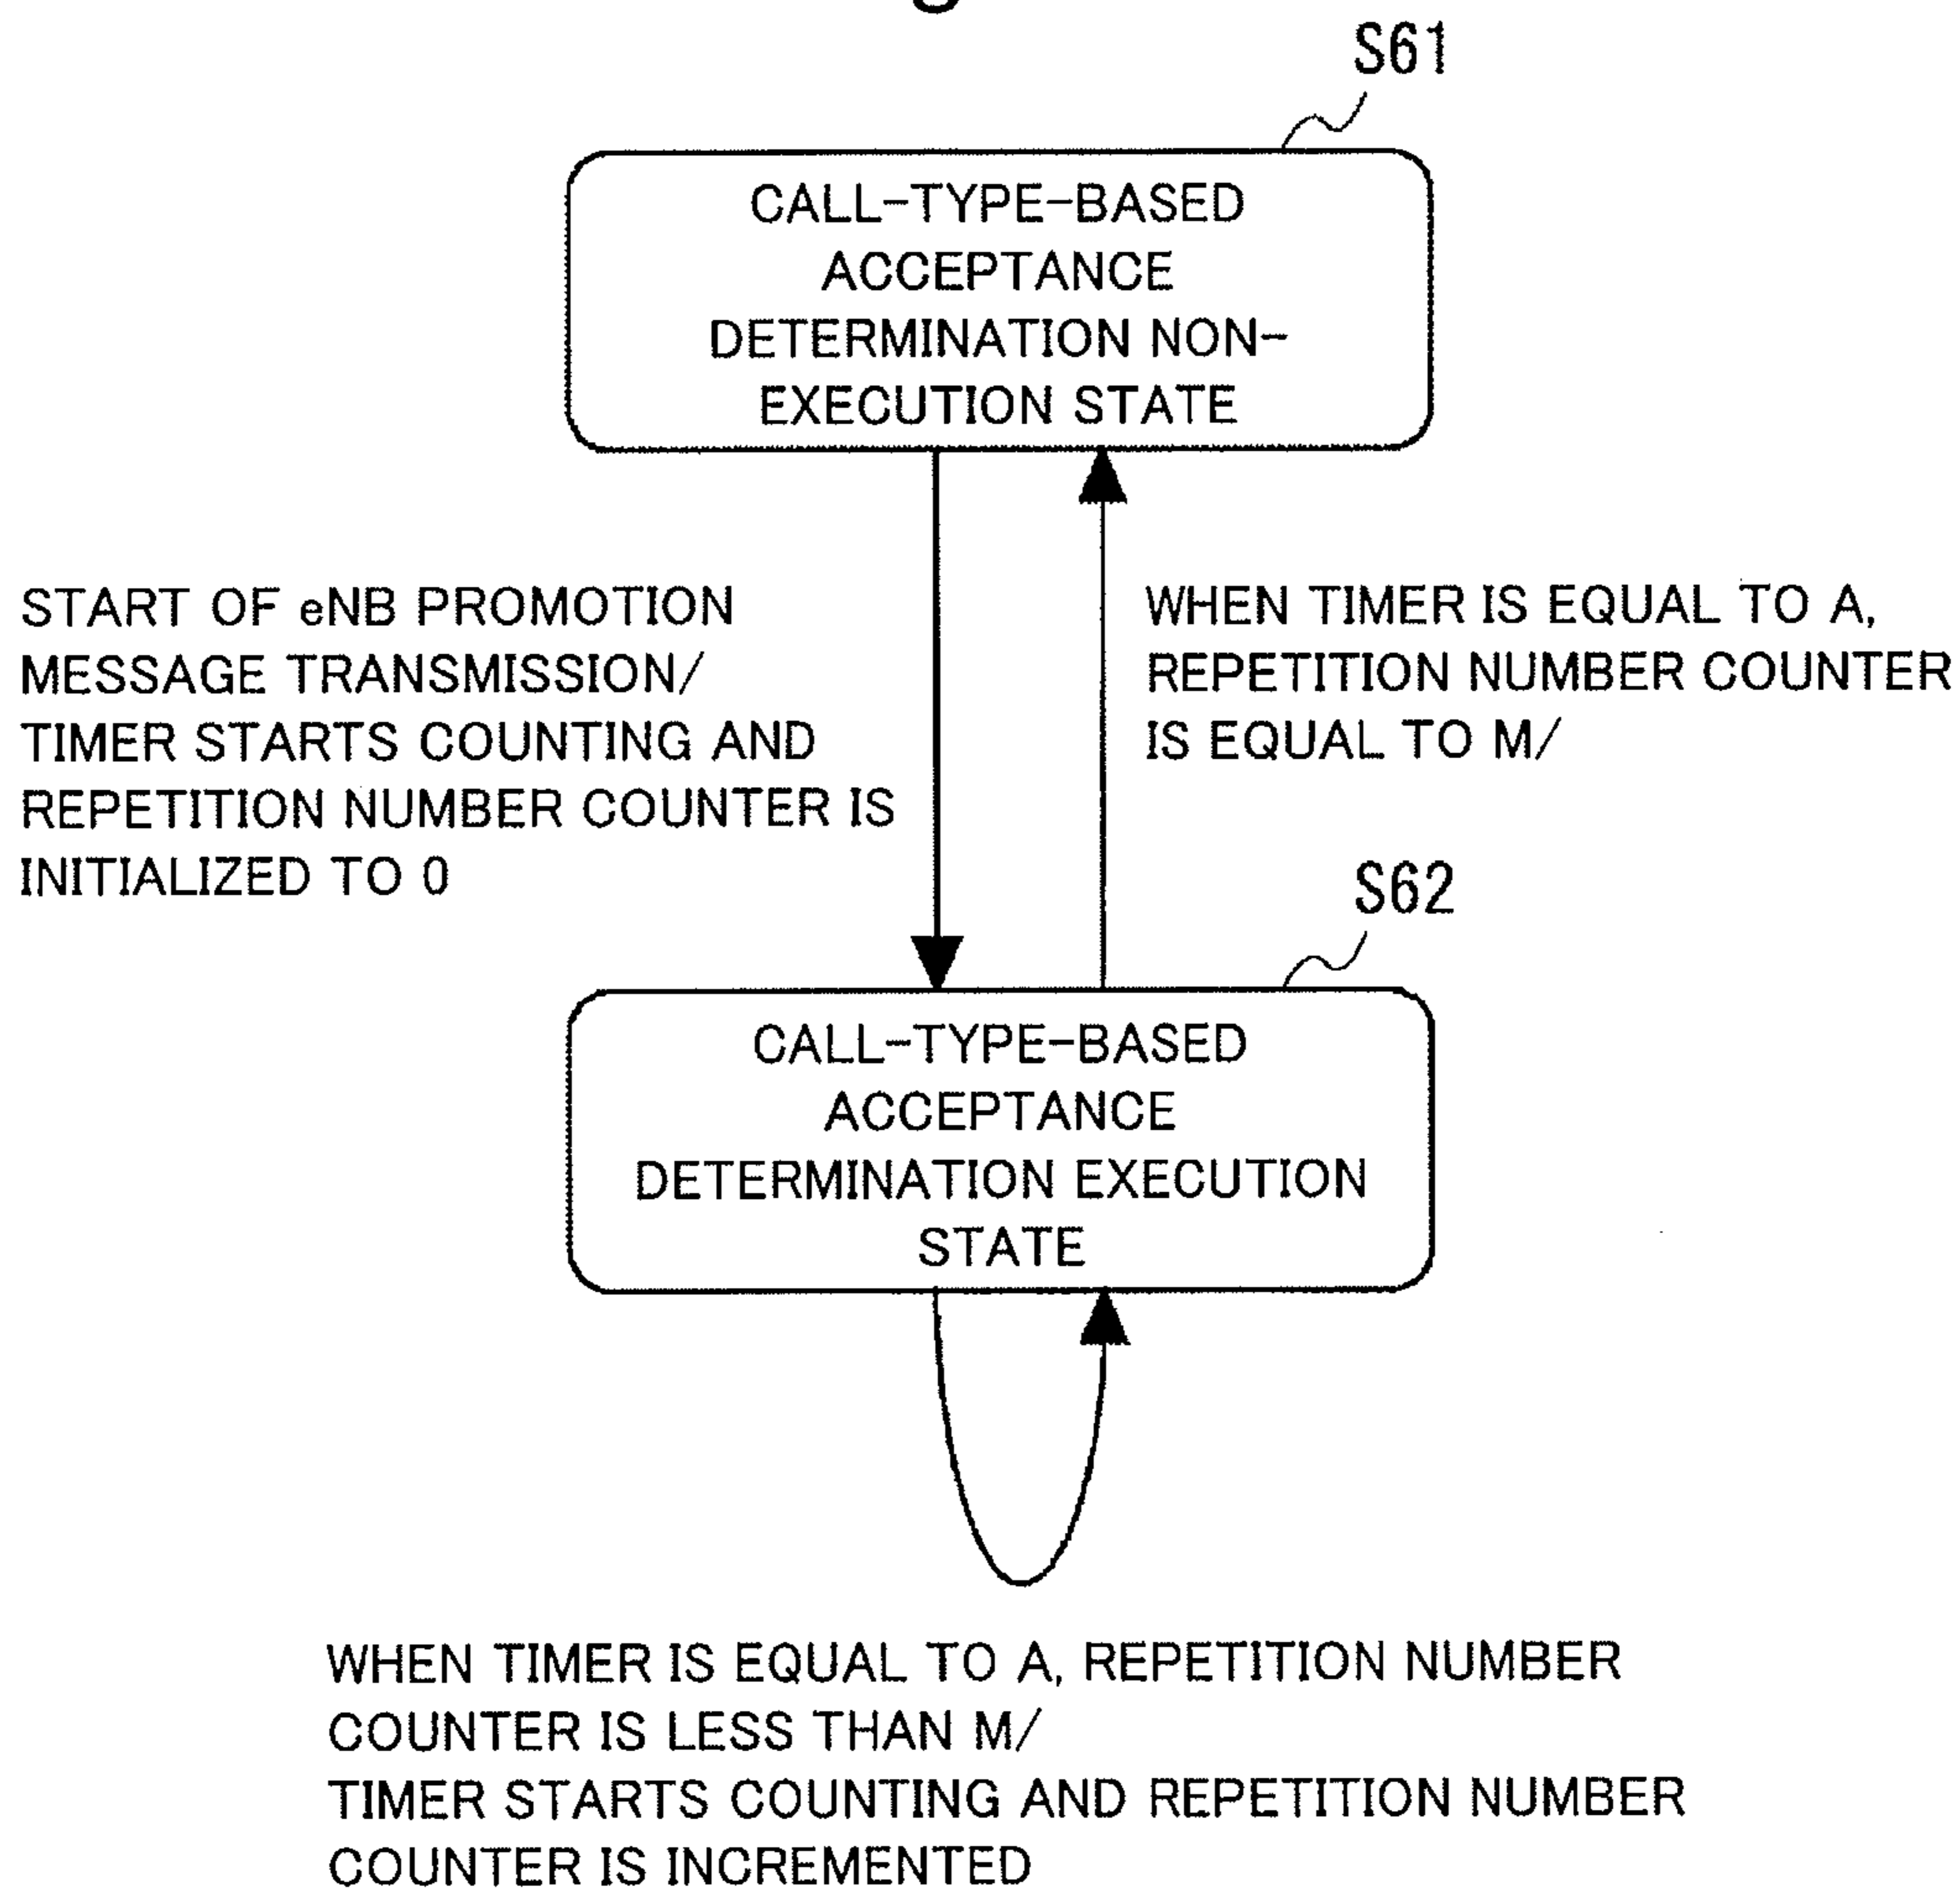 S61
CALL-TYPE-BASED
ACCEPTANCE
DETERMINATION NON-
EXECUTION STATE
START OF eNB PROMOTION
MESSAGE TRANSMISSION/
TIMER STARTS COUNTING AND
REPETITION NUMBER COUNTER IS
INITIALIZED TO 0
WHEN TIMER IS EQUAL TO A,
REPETITION NUMBER COUNTER
IS EQUAL TO M/
S62
CALL-TYPE-BASED
ACCEPTANCE
DETERMINATION EXECUTION
STATE
WHEN TIMER IS EQUAL TO A, REPETITION NUMBER
COUNTER IS LESS THAN M/
TIMER STARTS COUNTING AND REPETITION NUMBER
COUNTER IS INCREMENTED